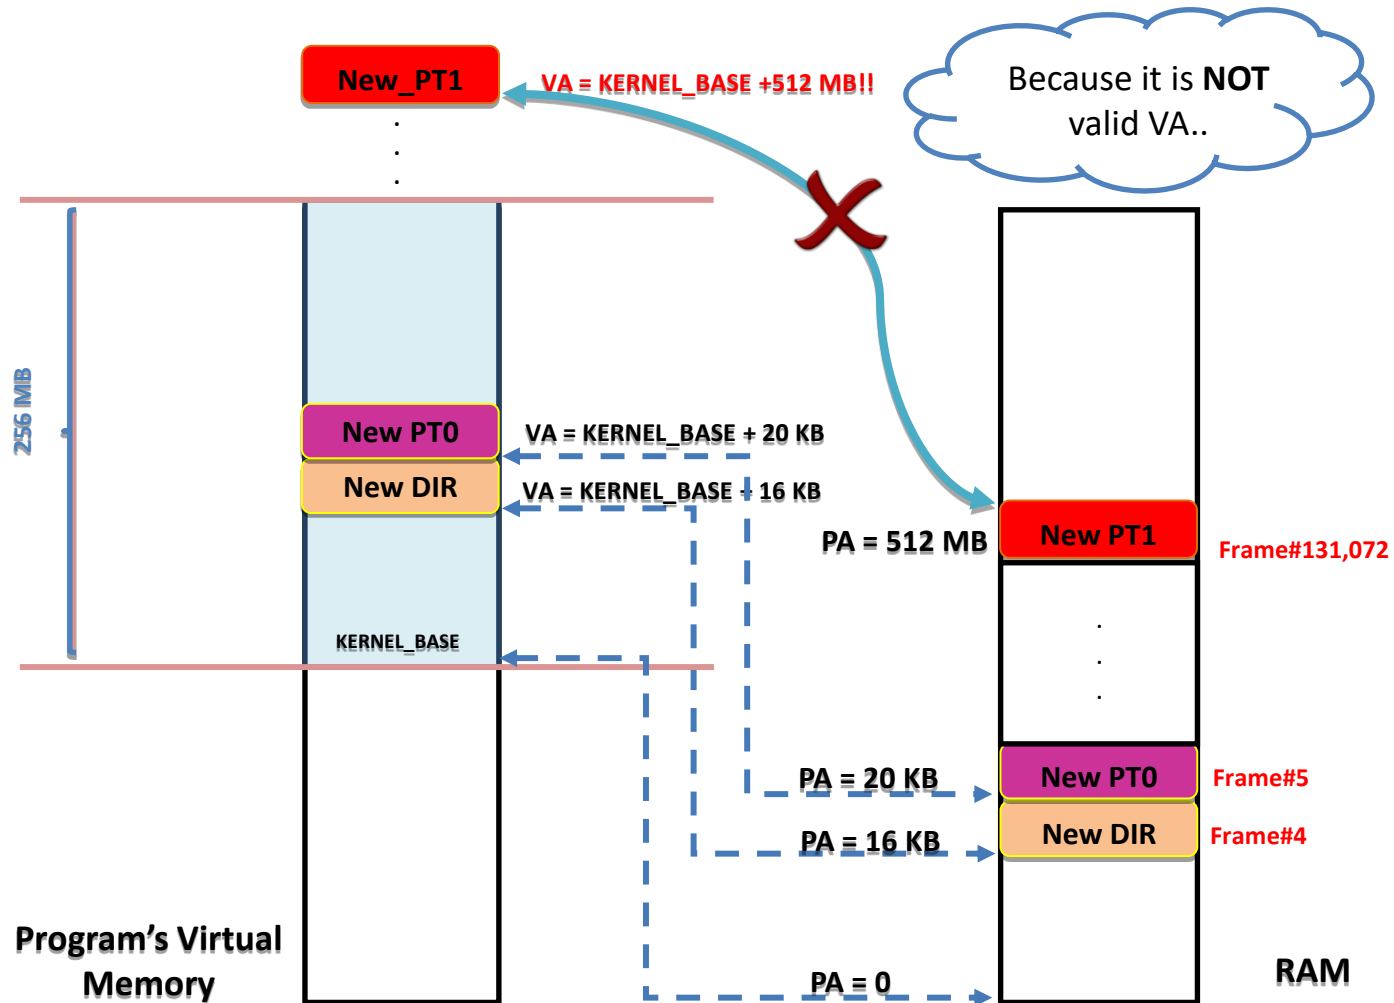 New_PT1
VA = KERNEL_BASE +512 MB!!
Because it is NOT
valid VA..
.
.
.
256 MB
New PT0
VA = KERNEL_BASE + 20 KB
New DIR
VA = KERNEL_BASE + 16 KB
PA = 512 MB
New PT1
Frame#131,072
KERNEL_BASE
.
.
.
PA = 20 KB
New PT0
Frame#5
PA = 16 KB
New DIR
Frame#4
Program’s Virtual
Memory
PA = 0
RAM